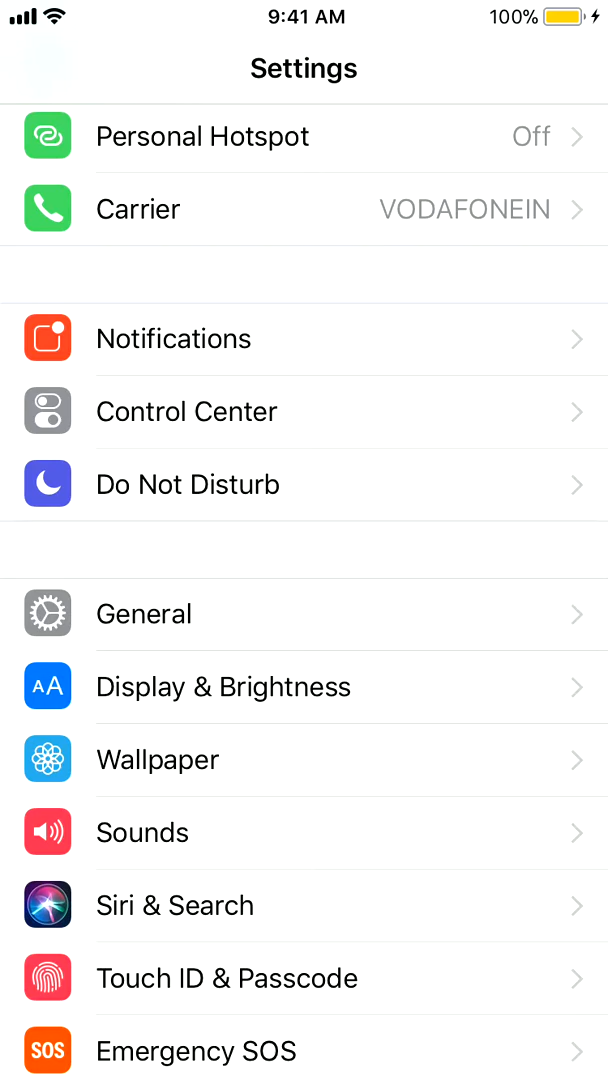 9:41 AM 100%
Settings
Personal Hotspot Off
Carrier VODAFONEIN
Notifications
Control Center
Do Not Disturb
General
AA Display & Brightness
Wallpaper
Sounds
Siri & Search
Touch ID & Passcode
SOS Emergency SOS